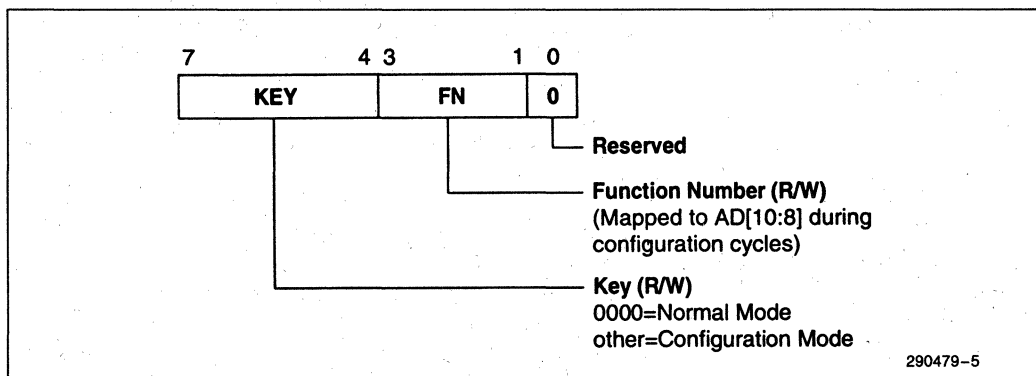 7 4 3 1 0
KEY FN 0
Reserved
Function Number (R/W)
(Mapped to AD[10:8] during
configuration cycles)
Key (R/W)
0000=Normal Mode
other=Configuration Mode
290479–5